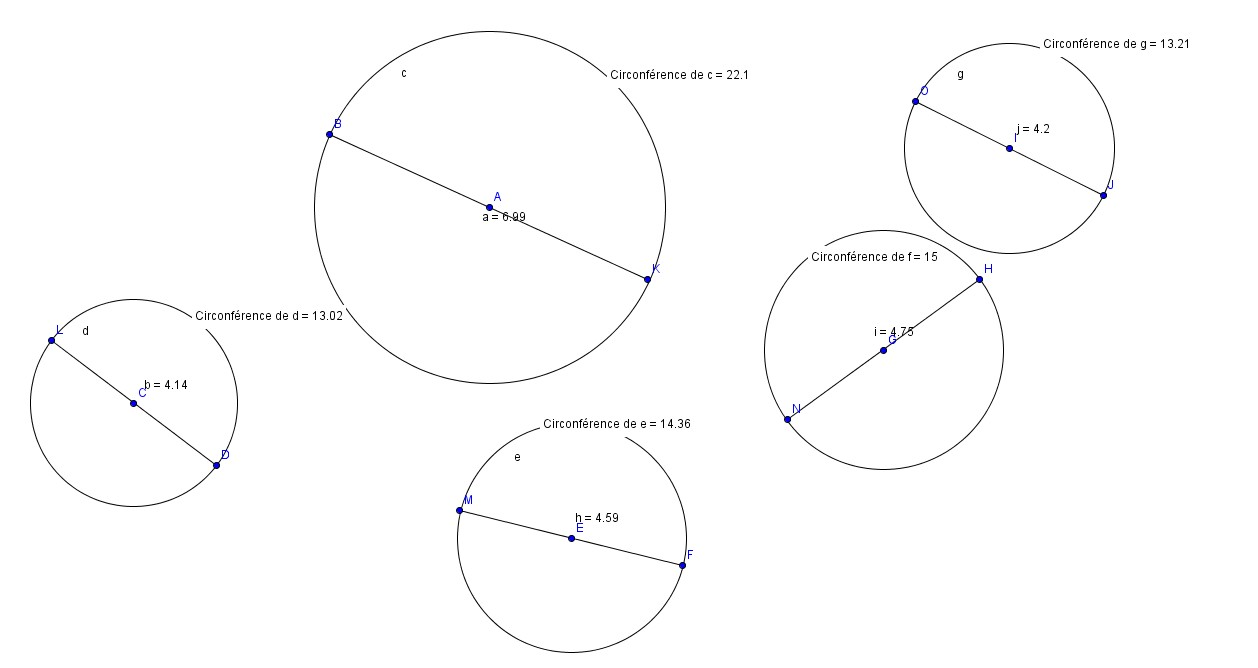 c
Circonférence de c = 22.1
B
A
a = 6.99
K
Circonférence de g = 13.21
g
O
j = 4.2
I
J
Circonférence de f = 15
H
i = 4.75
G
N
Circonférence de d = 13.02
L
d
b = 4.14
C
D
Circonférence de e = 14.36
e
M
h = 4.59
E
F